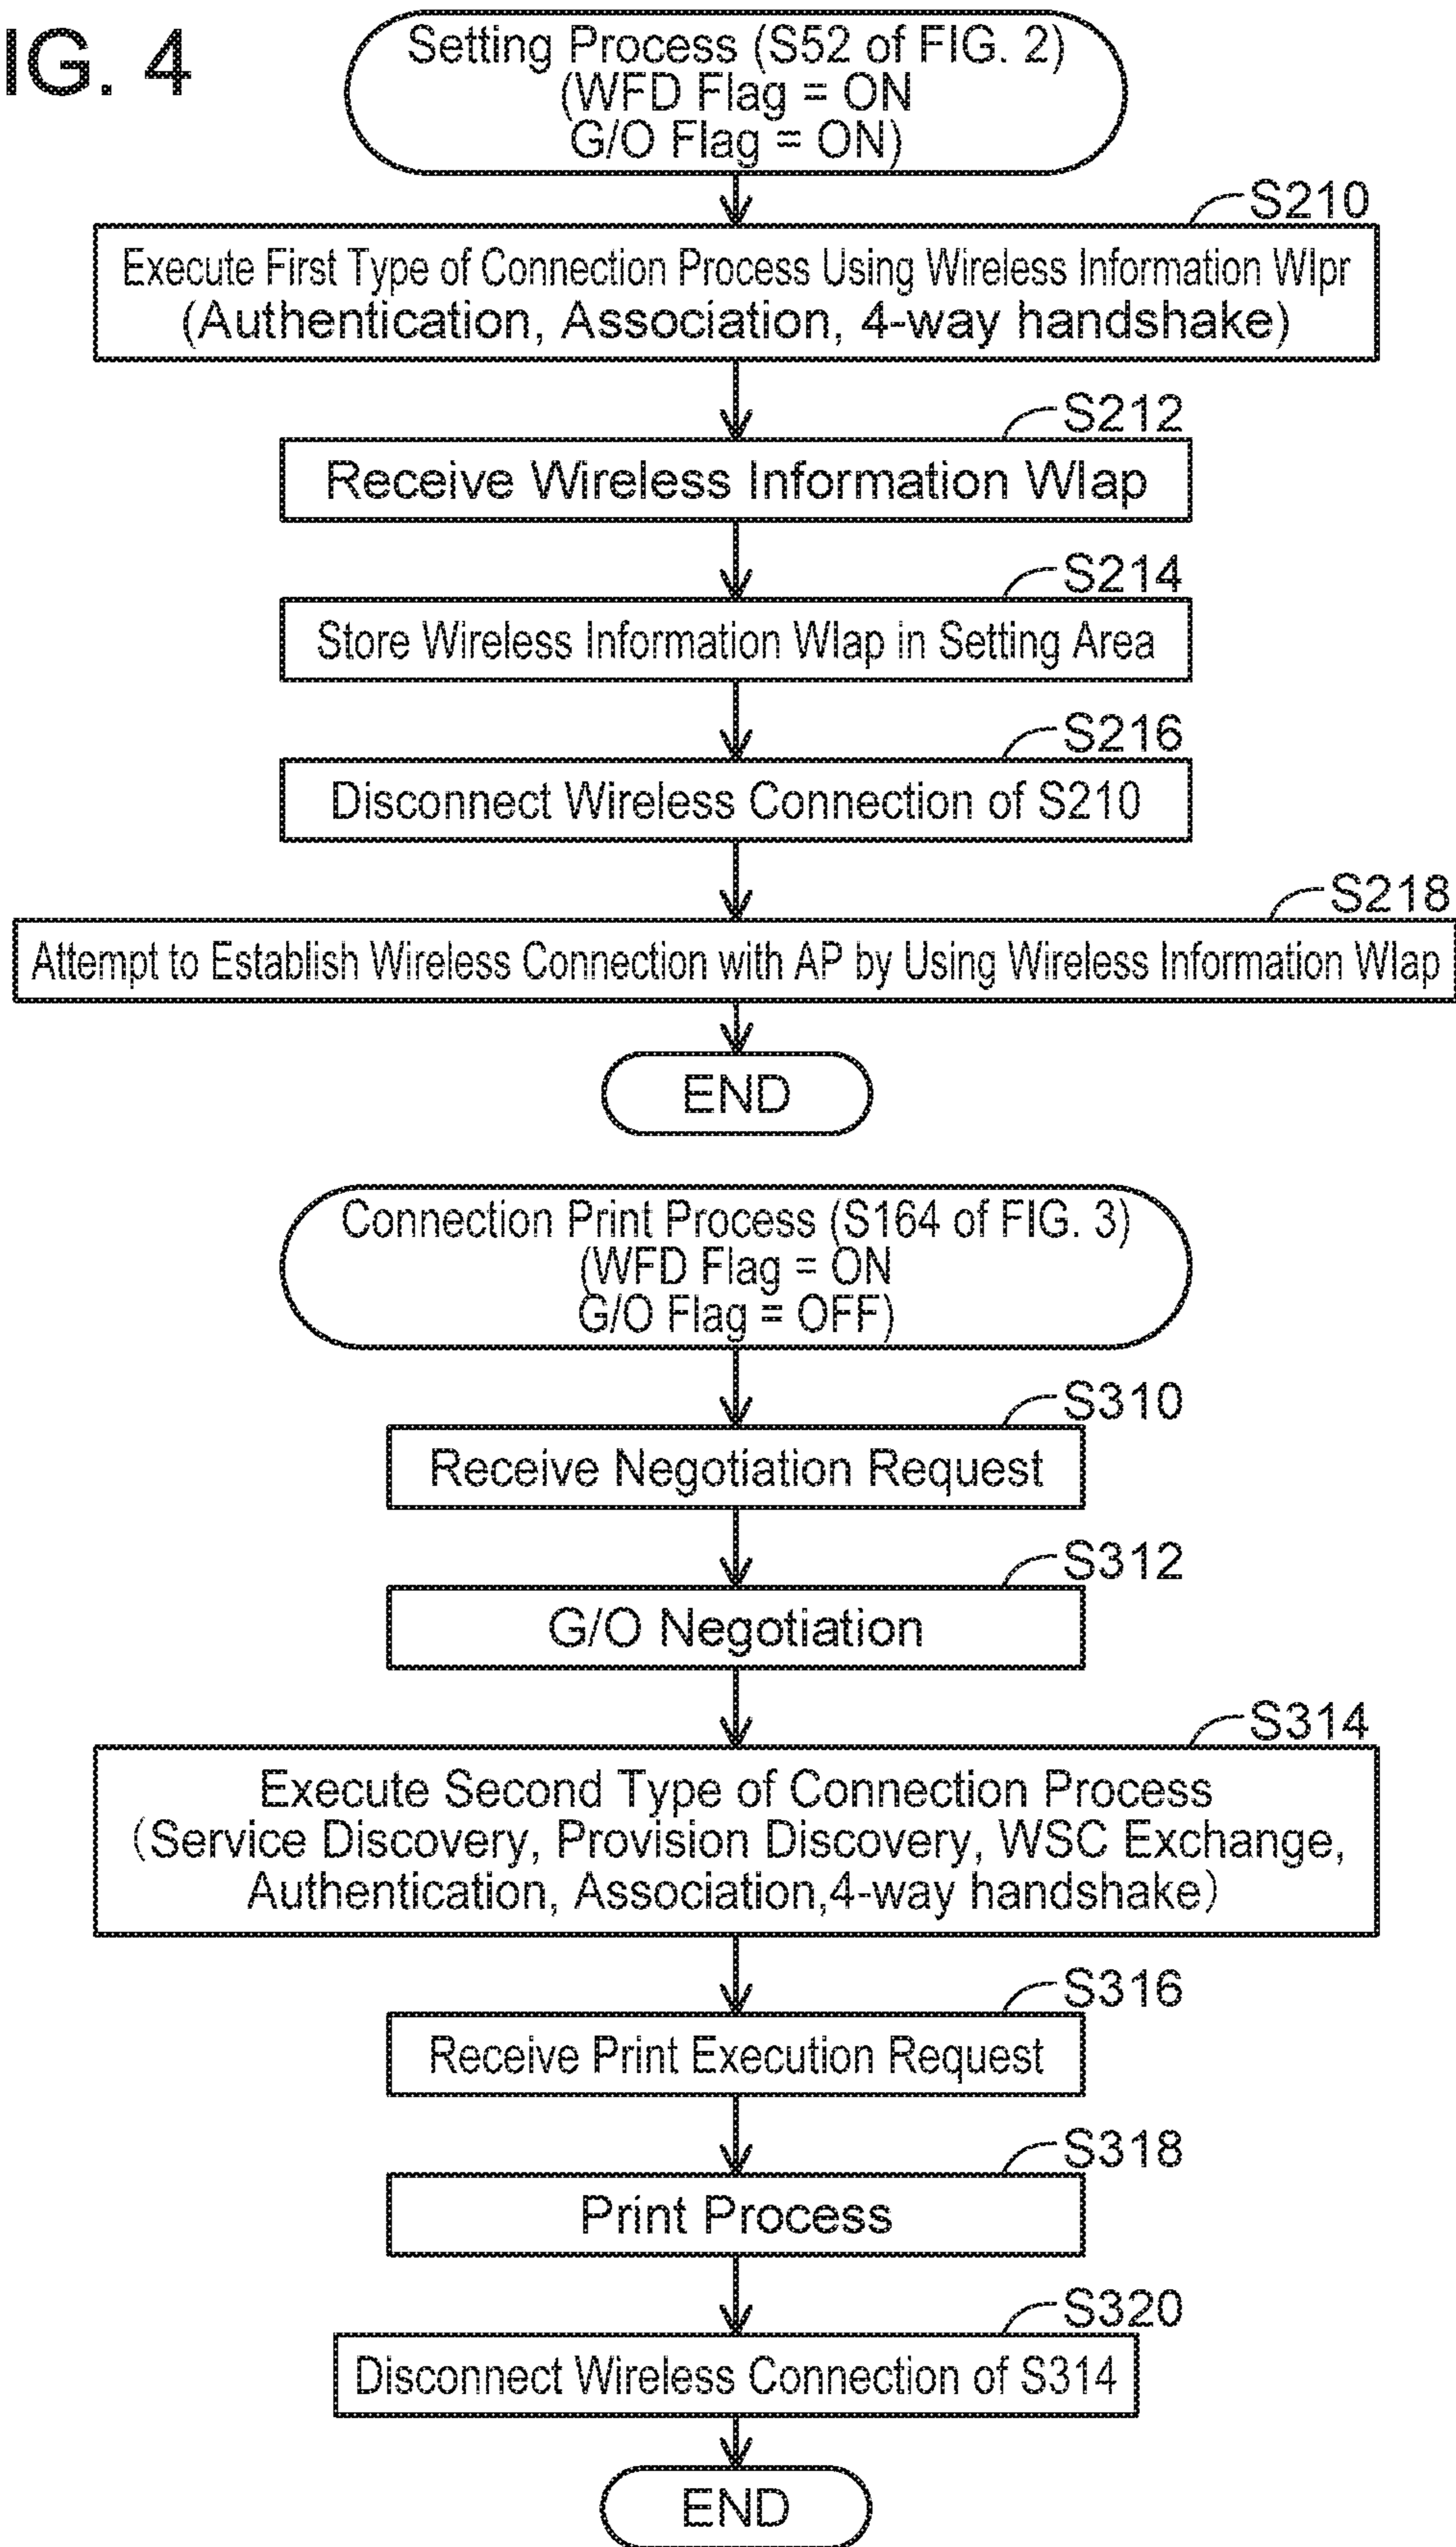 IG. 4
Setting Process (S52 of FIG. 2)
(WFD Flag = ON
G/O Flag = ON)
S210
Execute First Type of Connection Process Using Wireless Information WIpr
(Authentication, Association, 4-way handshake)
S212
Receive Wireless Information WIap
S214
Store Wireless Information WIap in Setting Area
S216
Disconnect Wireless Connection of S210
S218
Attempt to Establish Wireless Connection with AP by Using Wireless Information WIap
END
Connection Print Process (S164 of FIG. 3)
(WFD Flag = ON
G/O Flag = OFF)
S310
Receive Negotiation Request
S312
G/O Negotiation
S314
Execute Second Type of Connection Process
(Service Discovery, Provision Discovery, WSC Exchange,
Authentication, Association,4-way handshake)
S316
Receive Print Execution Request
S318
Print Process
S320
Disconnect Wireless Connection of S314
END